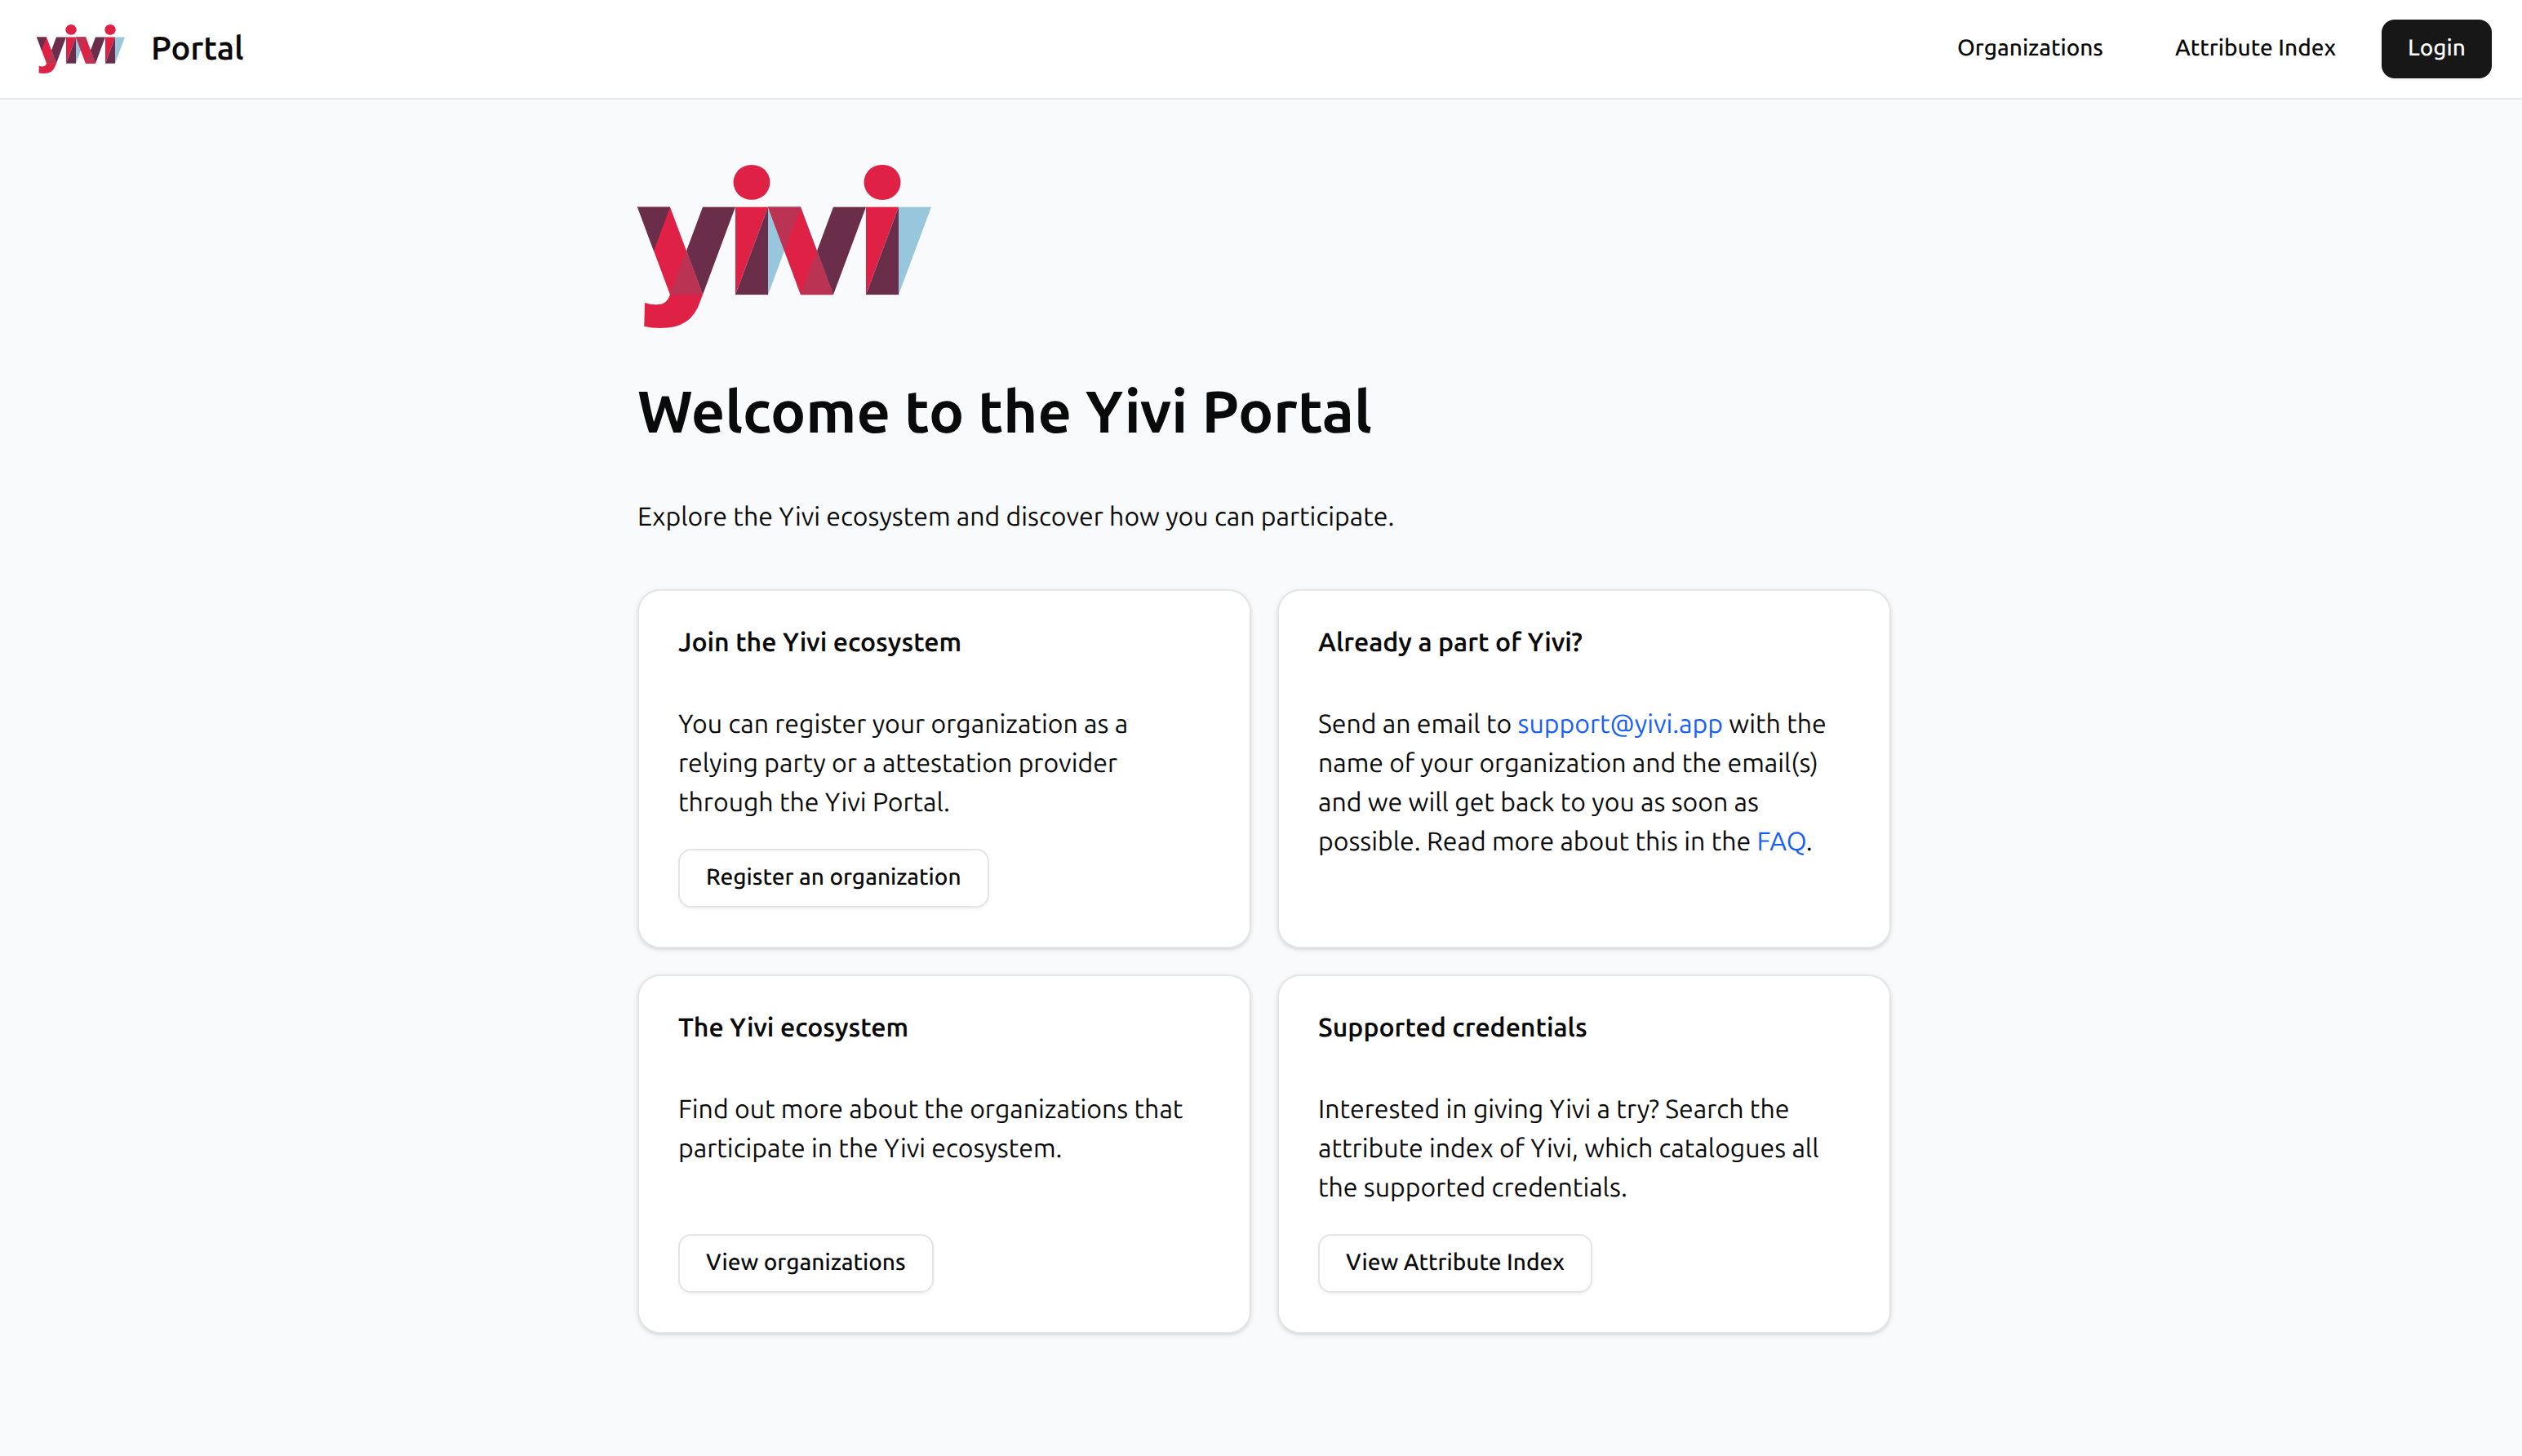 yivi Portal
Organizations
Attribute Index
Login
yivi
Welcome to the Yivi Portal
Explore the Yivi ecosystem and discover how you can participate.
Join the Yivi ecosystem
You can register your organization as a
relying party or a attestation provider
through the Yivi Portal.
Register an organization
Already a part of Yivi?
Send an email to support@yivi.app with the
name of your organization and the email(s)
and we will get back to you as soon as
possible. Read more about this in the FAQ.
The Yivi ecosystem
Find out more about the organizations that
participate in the Yivi ecosystem.
View organizations
Supported credentials
Interested in giving Yivi a try? Search the
attribute index of Yivi, which catalogues all
the supported credentials.
View Attribute Index